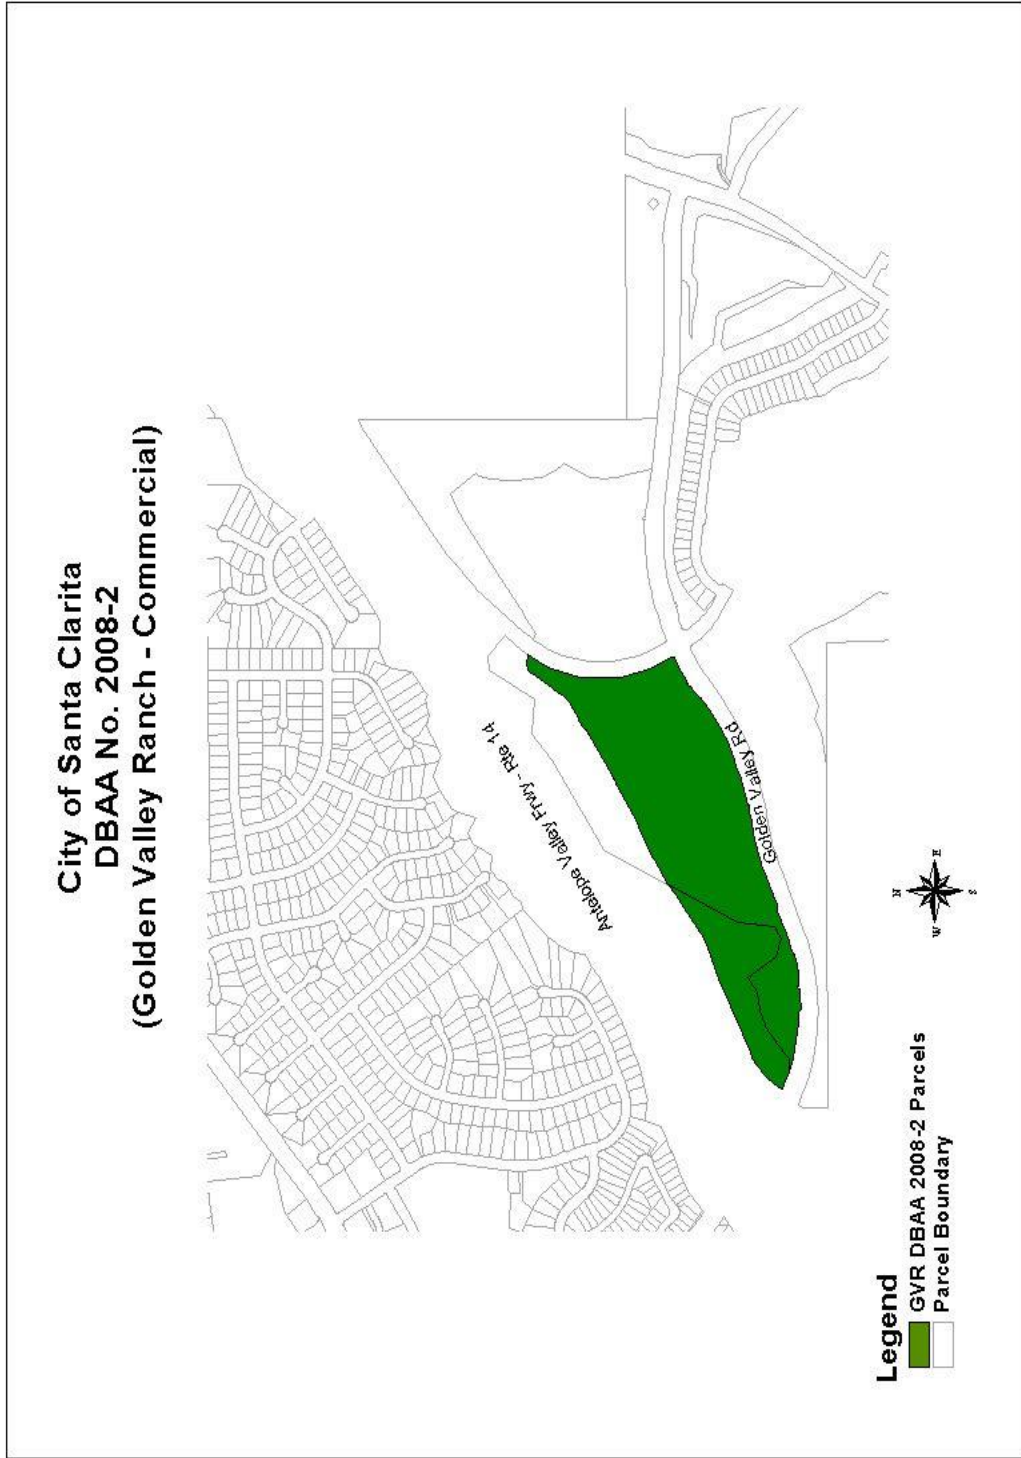 City of Santa Clarita
DBAA No. 2008-2
(Golden Valley Ranch - Commercial)
Antelope Valley Frwy - Rte 14
Golden Valley Rd
N
W
E
S
Legend
GVR DBAA 2008-2 Parcels
Parcel Boundary